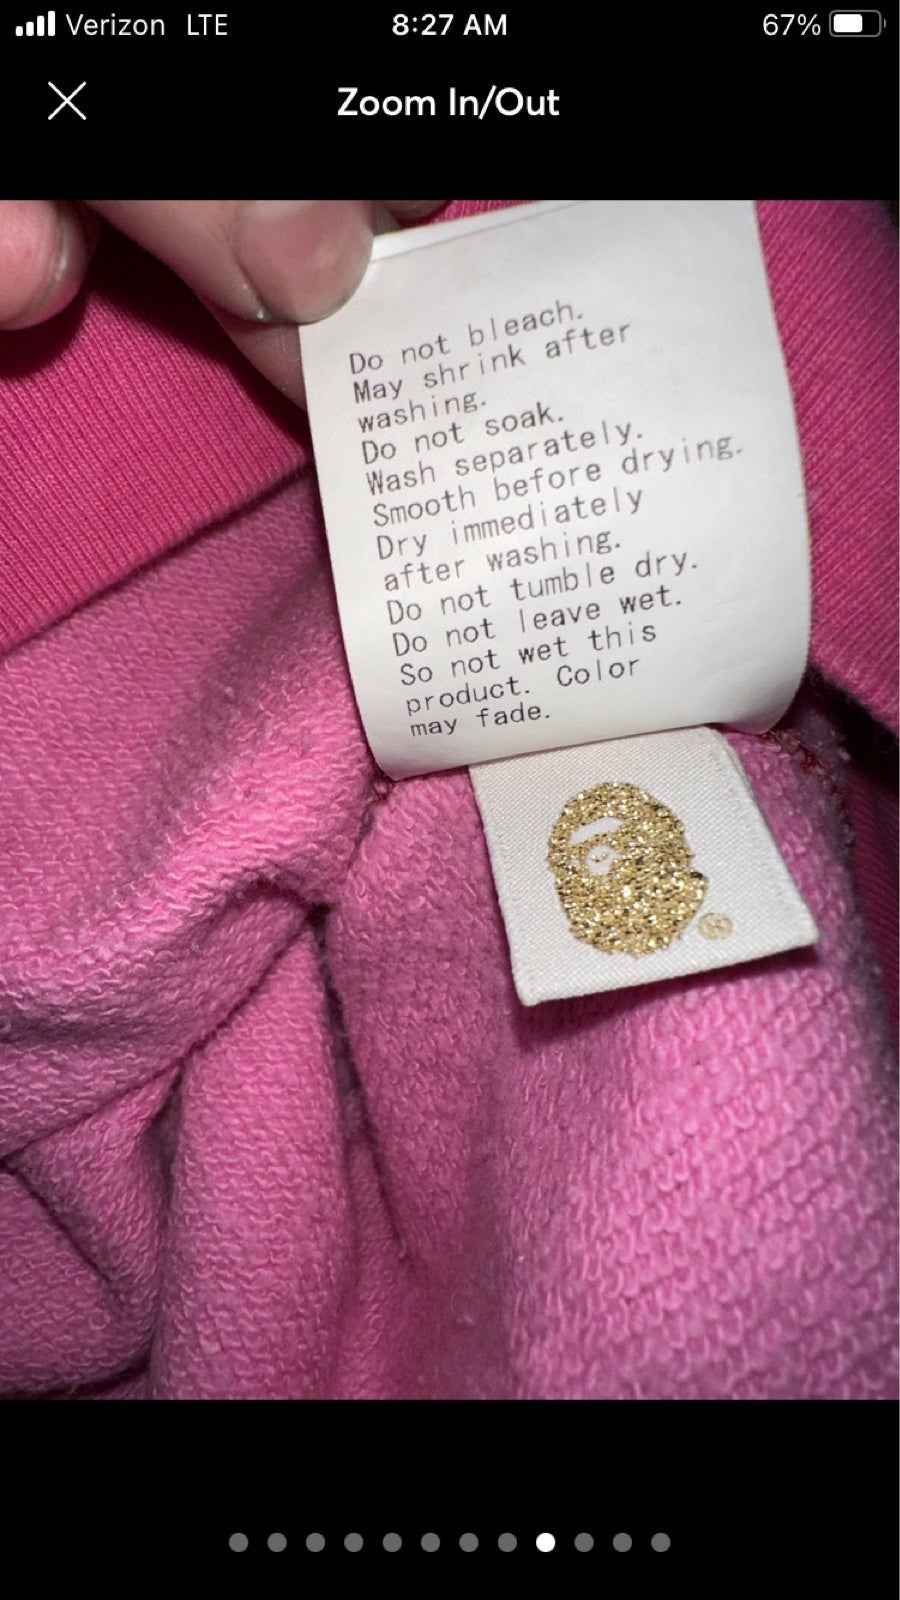 Verizon LTE 8:27 AM 67%
Zoom In/Out
Do not bleach.
May shrink after
washing.
Do not soak.
Wash separately.
Smooth before drying.
Dry immediately
after washing.
Do not tumble dry.
Do not leave wet.
So not wet this
product. Color
may fade.